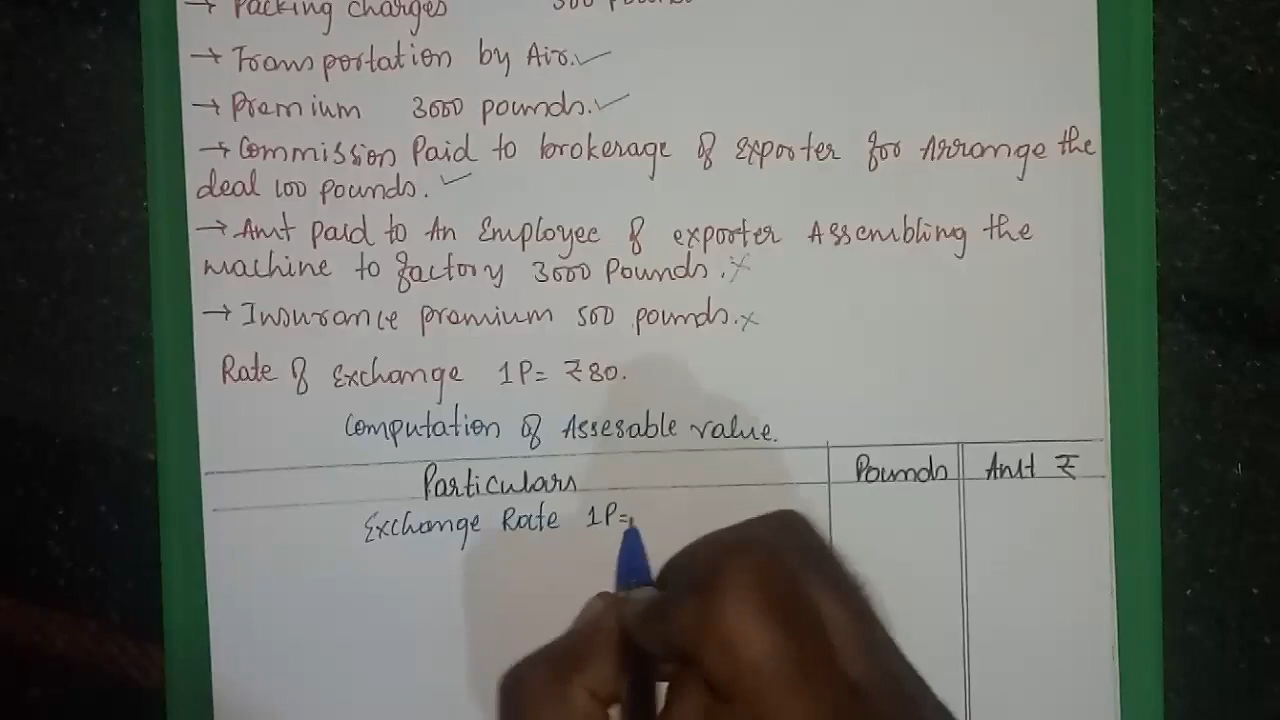 → Packing charges 500 pounds
→ Transportation by Air.✓
→ Premium 3000 pounds.✓
→ Commission Paid to brokerage of Exporter for Arrange the
deal 100 pounds. ✓
→ Amt paid to An Employee of exporter Assembling the
machine to factory 3000 Pounds.×
→ Insurance premium 500 pounds.×
Rate of Exchange 1P= ₹80.
Computation of Assesable value.
Particulars Pounds Amt ₹
Exchange Rate 1P=